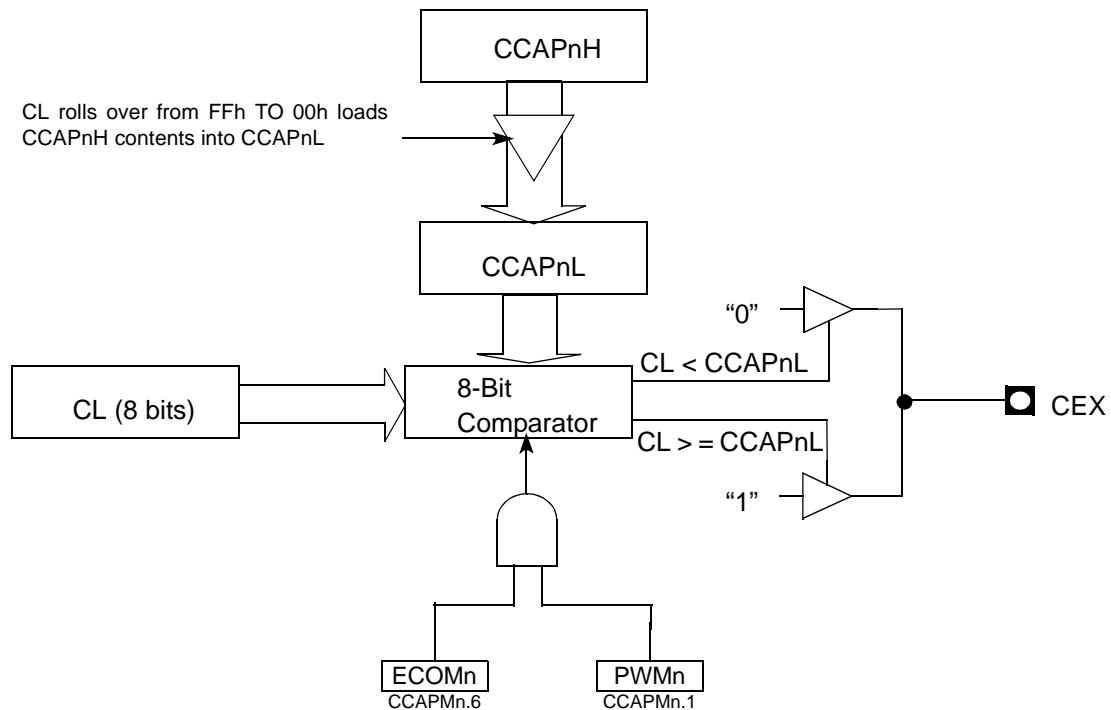 CCAPnH
CL rolls over from FFh TO 00h loads
CCAPnH contents into CCAPnL
CCAPnL
“0”
CL < CCAPnL
CL (8 bits)
8-Bit
Comparator
CEX
CL > = CCAPnL
“1”
ECOMn
CCAPMn.6
PWMn
CCAPMn.1